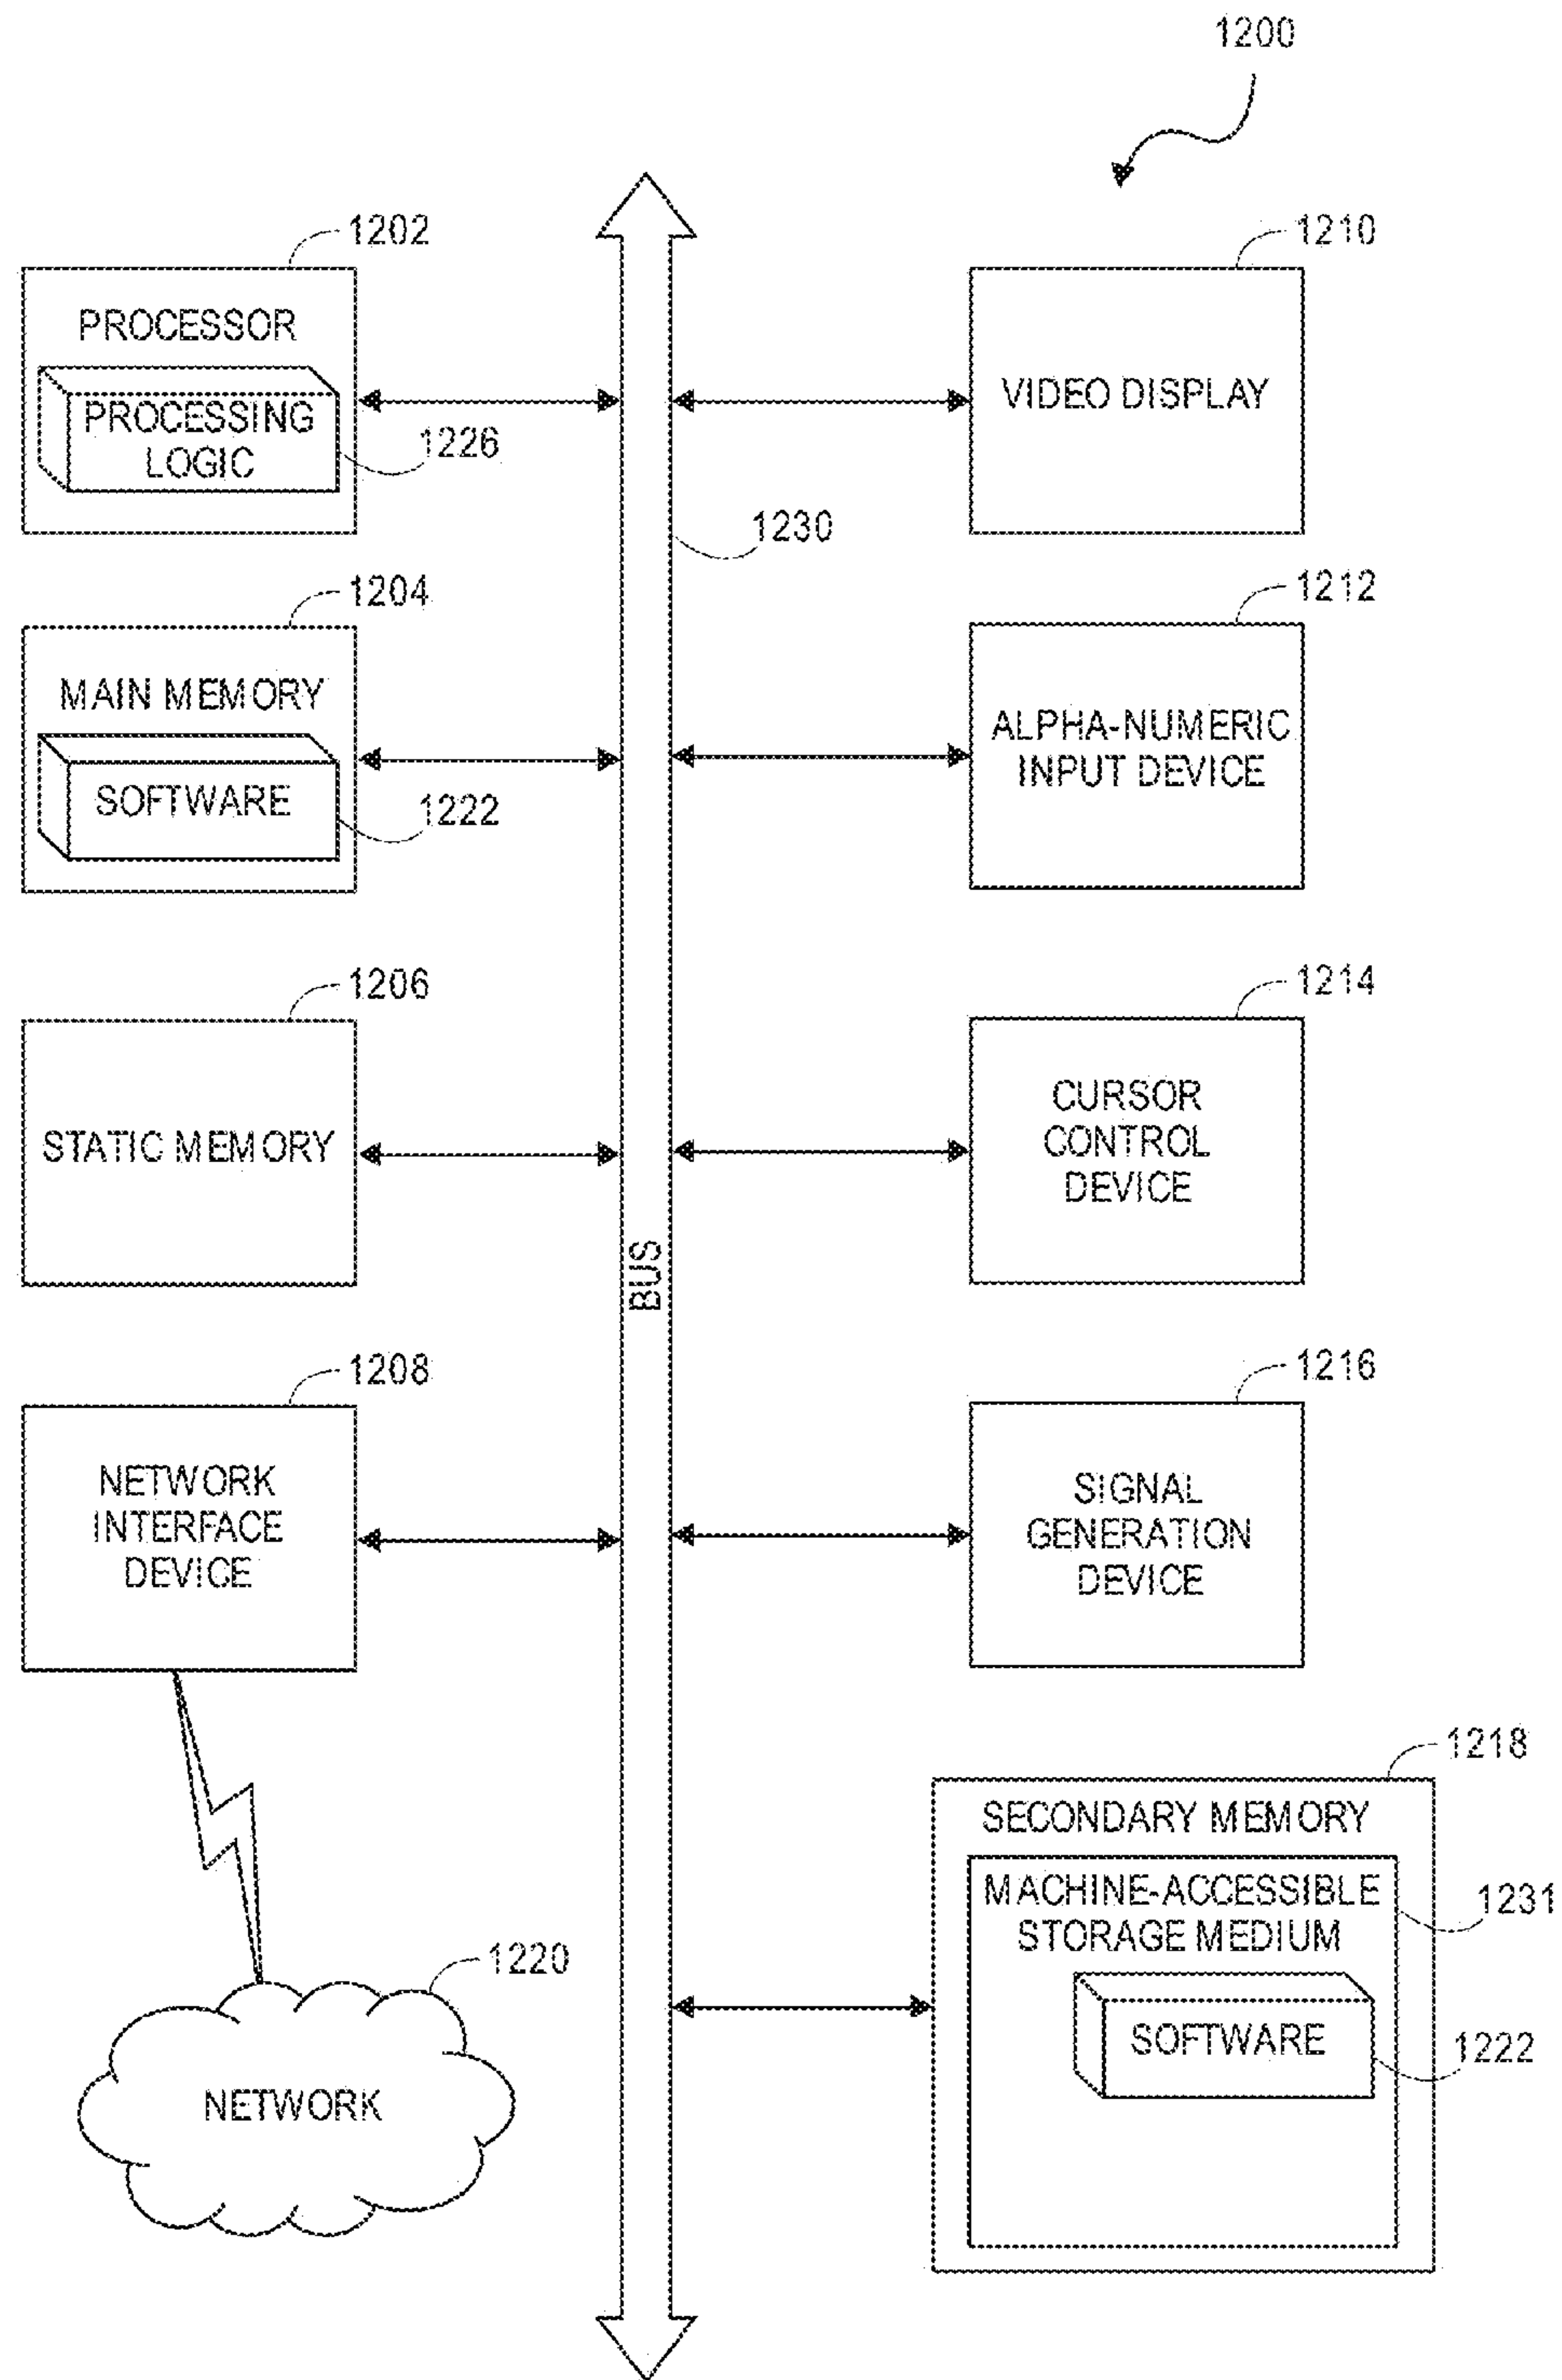 1200
1202
PROCESSOR
PROCESSING
LOGIC
1226
1204
MAIN MEMORY
SOFTWARE
1222
1206
STATIC MEMORY
1208
NETWORK
INTERFACE
DEVICE
1220
NETWORK
1230
BUS
1210
VIDEO DISPLAY
1212
ALPHA-NUMERIC
INPUT DEVICE
1214
CURSOR
CONTROL
DEVICE
1216
SIGNAL
GENERATION
DEVICE
1218
SECONDARY MEMORY
MACHINE-ACCESSIBLE
STORAGE MEDIUM
1231
SOFTWARE
1222